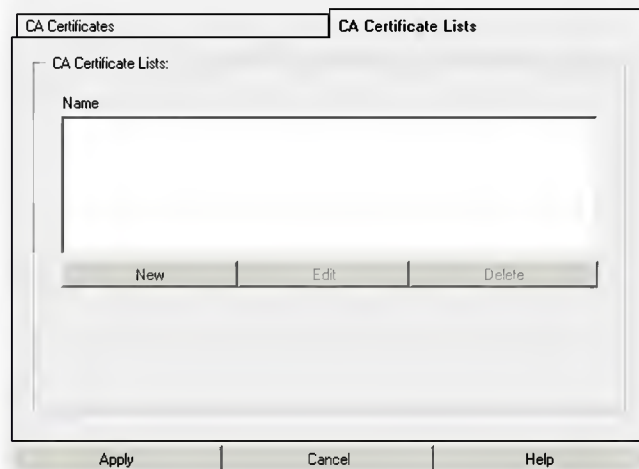 CA Certificates CA Certificate Lists
CA Certificate Lists:
Name
New Edit Delete
Apply Cancel Help